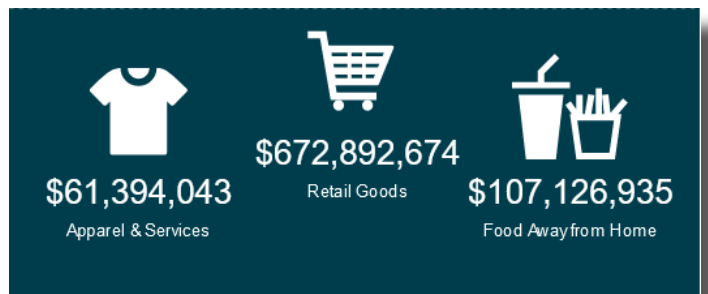 $61,394,043
Apparel & Services
$672,892,674
Retail Goods
$107,126,935
Food Away from Home